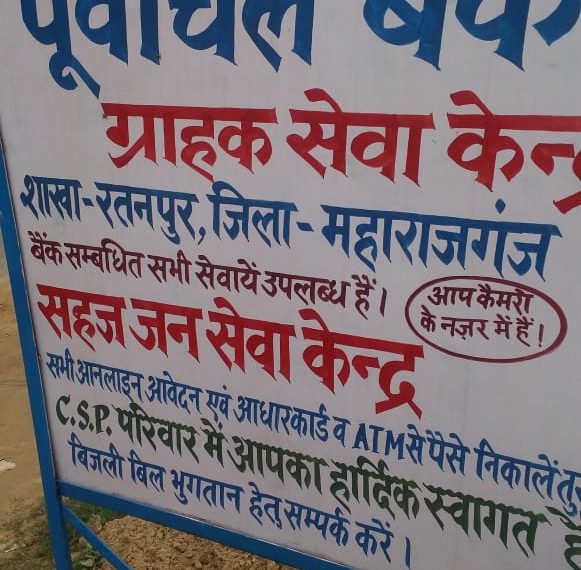 पूर्वांचल
ग्राहक सेवा केन्द्र
शाखा-रतनपुर, जिला-महाराजगंज
बैंक सम्बधित सभी सेवायें उपलब्ध हैं।
आप कैमरों
के नज़र में हैं!
सहज जन सेवा केन्द्र
सभी आनलाइन आवेदन एवं आधारकार्ड व ATM से पैसे निकालें
C.S.P. परिवार में आपका हार्दिक स्वागत है
बिजली बिल भुगतान हेतु सम्पर्क करें।